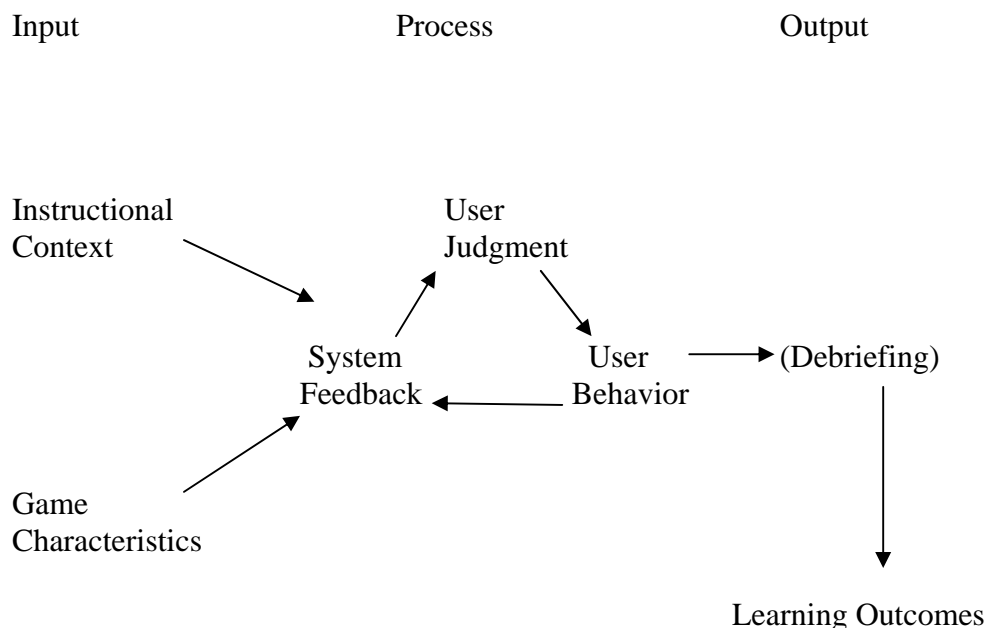 Input Process Output
Instructional
Context
User
Judgment
System
Feedback
User
Behavior
(Debriefing)
Game
Characteristics
Learning Outcomes